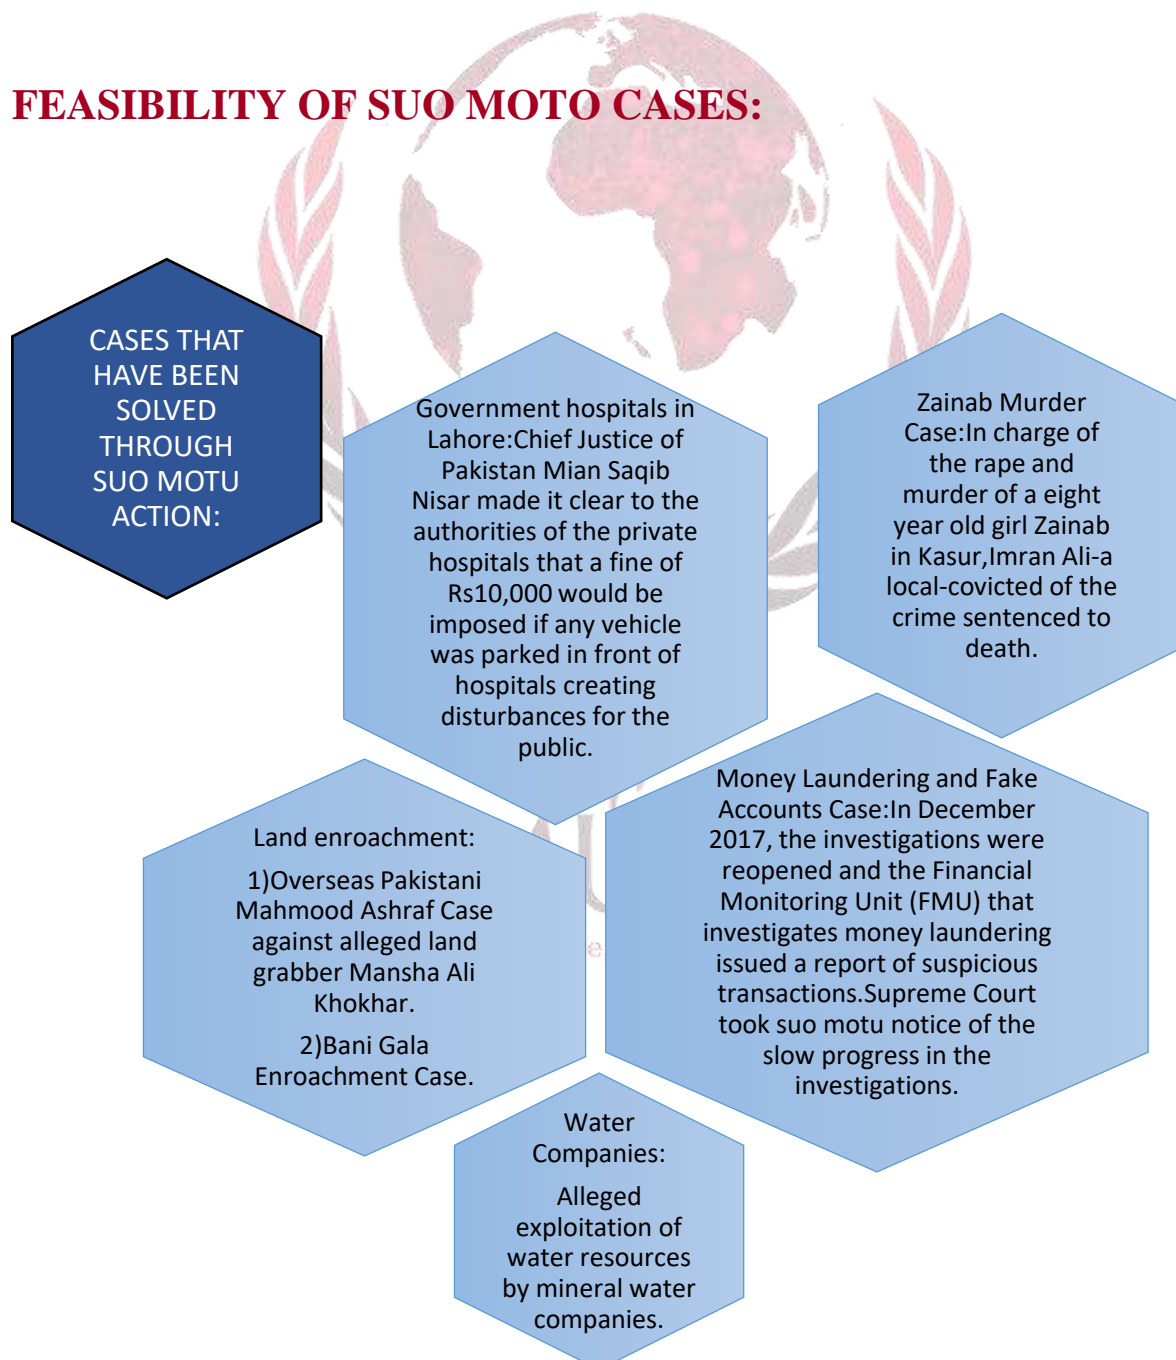 FEASIBILITY OF SUO MOTO CASES:
CASES THAT
HAVE BEEN
SOLVED
THROUGH
SUO MOTU
ACTION:
Government hospitals in
Lahore:Chief Justice of
Pakistan Mian Saqib
Nisar made it clear to the
authorities of the private
hospitals that a fine of
Rs10,000 would be
imposed if any vehicle
was parked in front of
hospitals creating
disturbances for the
public.
Zainab Murder
Case:In charge of
the rape and
murder of a eight
year old girl Zainab
in Kasur,Imran Ali-a
local-covicted of the
crime sentenced to
death.
Land enroachment:
1)Overseas Pakistani
Mahmood Ashraf Case
against alleged land
grabber Mansha Ali
Khokhar.
2)Bani Gala
Enroachment Case.
Money Laundering and Fake
Accounts Case:In December
2017, the investigations were
reopened and the Financial
Monitoring Unit (FMU) that
investigates money laundering
issued a report of suspicious
transactions.Supreme Court
took suo motu notice of the
slow progress in the
investigations.
Water
Companies:
Alleged
exploitation of
water resources
by mineral water
companies.